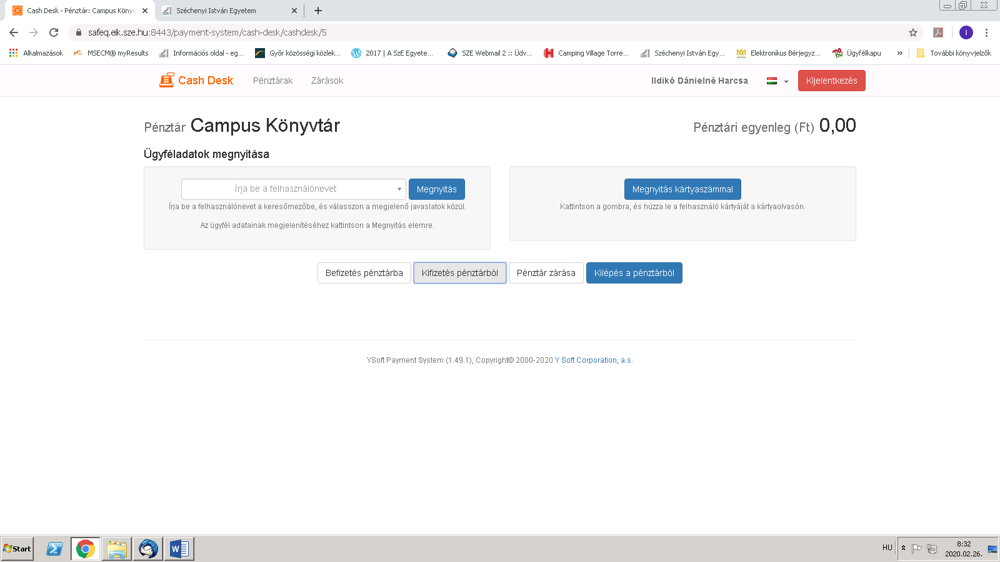 Cash Desk - Pénztár: Campus Könyv
Széchenyi István Egyetem
safeq.eik.sze.hu:8443/payment-system/cash-desk/cashdesk/5
I
Alkalmazások
MSECM® myResults
Információs oldal - eg...
Győr közösségi közlek...
2017 | A SzE Egyete...
SZE Webmail 2 :: Üdv...
Camping Village Torre...
Széchenyi István Egy...
Elektronikus Bérjegyz...
Ügyfélkapu
»
További könyvjelzők
Cash Desk
Pénztárak
Zárások
Ildikó Dánielné Harcsa
Kijelentkezés
Pénztár Campus Könyvtár
Pénztári egyenleg (Ft) 0,00
Ügyféladatok megnyitása
Írja be a felhasználónevet
Megnyitás
Írja be a felhasználónevet a keresőmezőbe, és válasszon a megjelenő javaslatok közül.
Az ügyfél adatainak megjelenítéséhez kattintson a Megnyitás elemre.
Megnyitás kártyaszámmal
Kattintson a gombra, és húzza le a felhasználó kártyáját a kártyaolvasón.
Befizetés pénztárba
Kifizetés pénztárból
Pénztár zárása
Kilépés a pénztárból
YSoft Payment System (1.49.1), Copyright© 2000-2020 Y Soft Corporation, a.s.
Start
HU
8:32
2020.02.26.